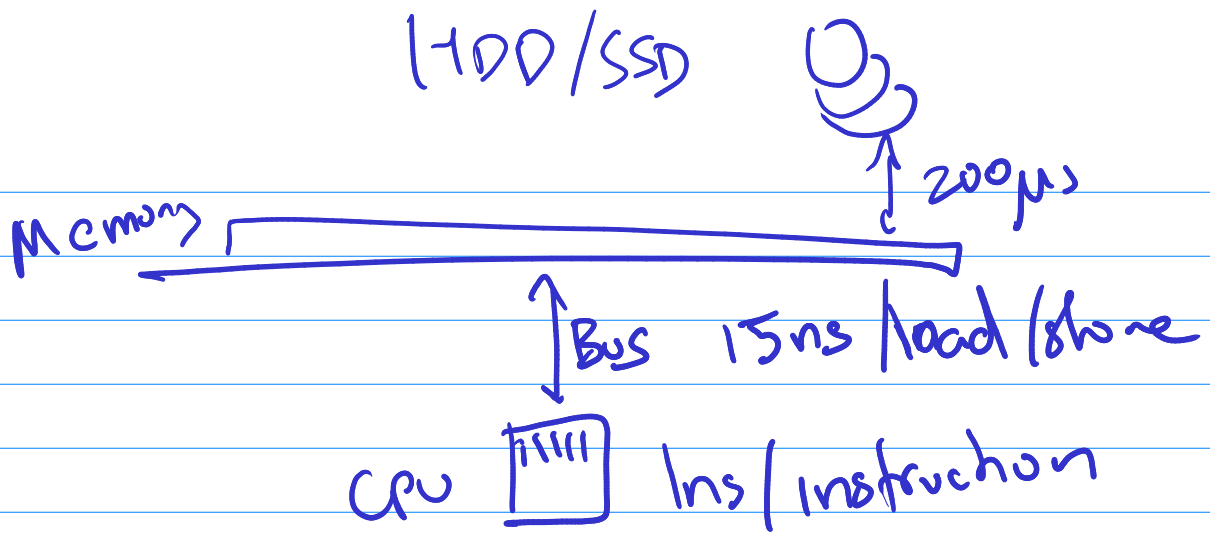 HDD/SSD
200μs
Memory
Bus 15ns/load/store
CPU 1ns/instruction